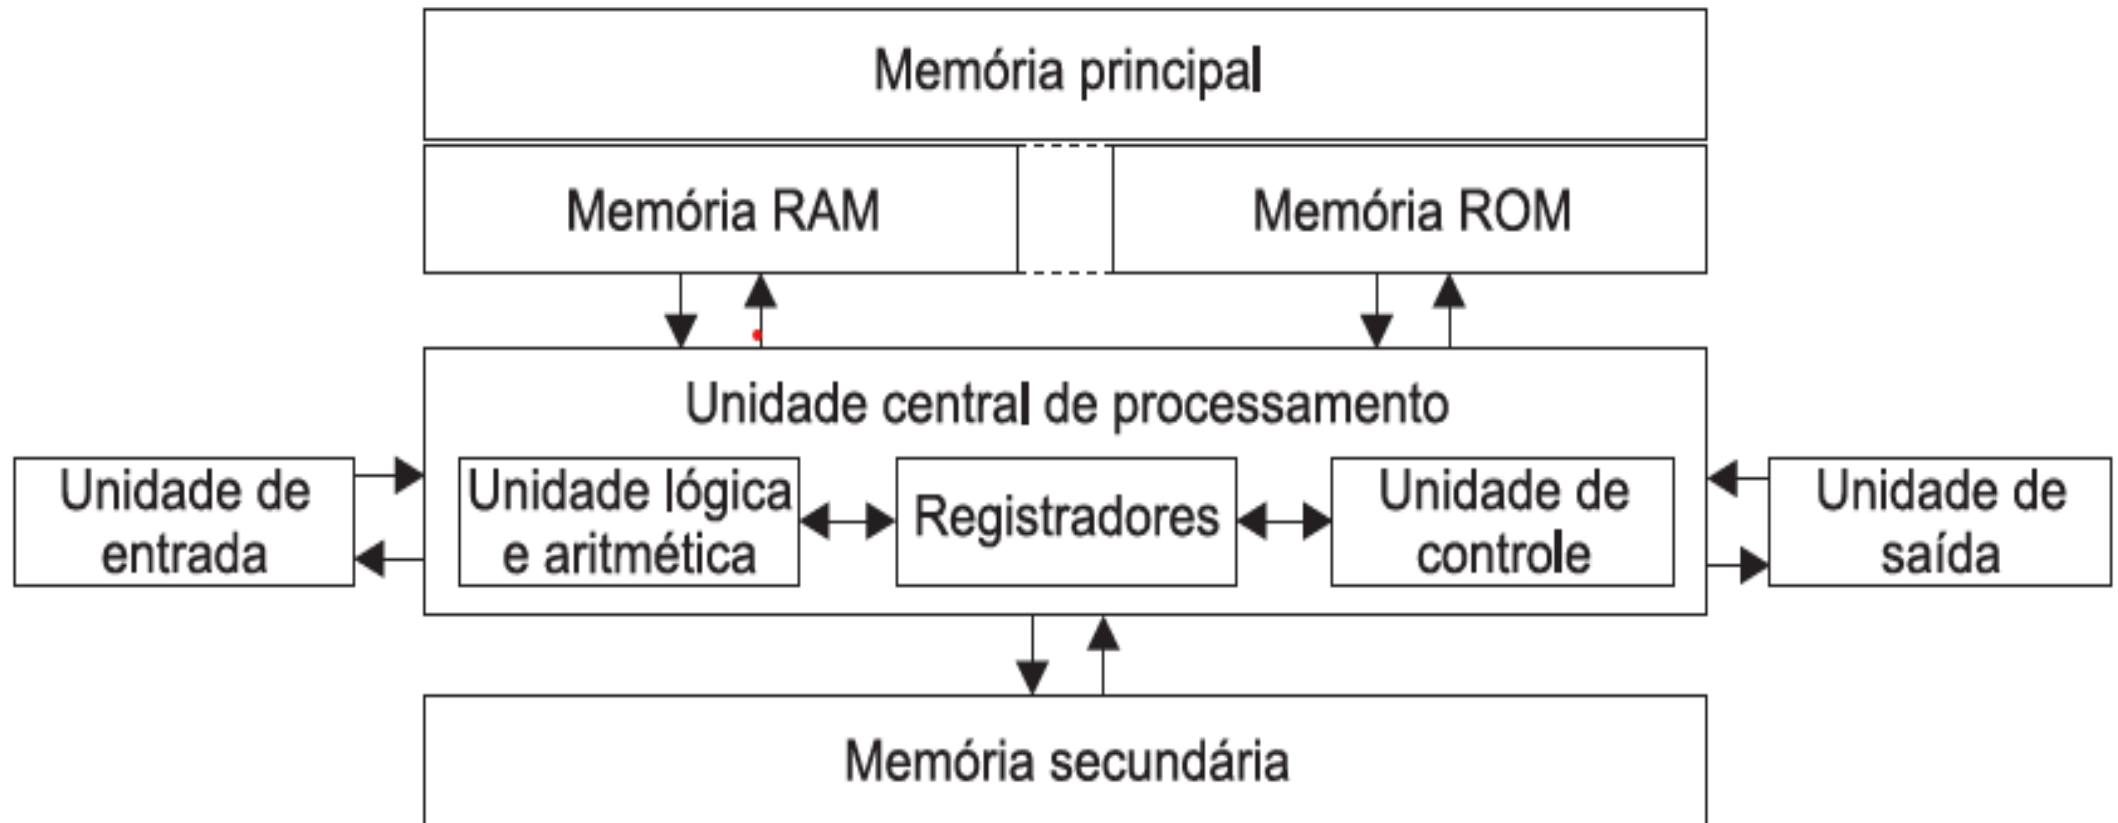 Memória principal
Memória RAM
Memória ROM
Unidade central de processamento
Unidade de
entrada
Unidade lógica
e aritmética
Registradores
Unidade de
controle
Unidade de
saída
Memória secundária